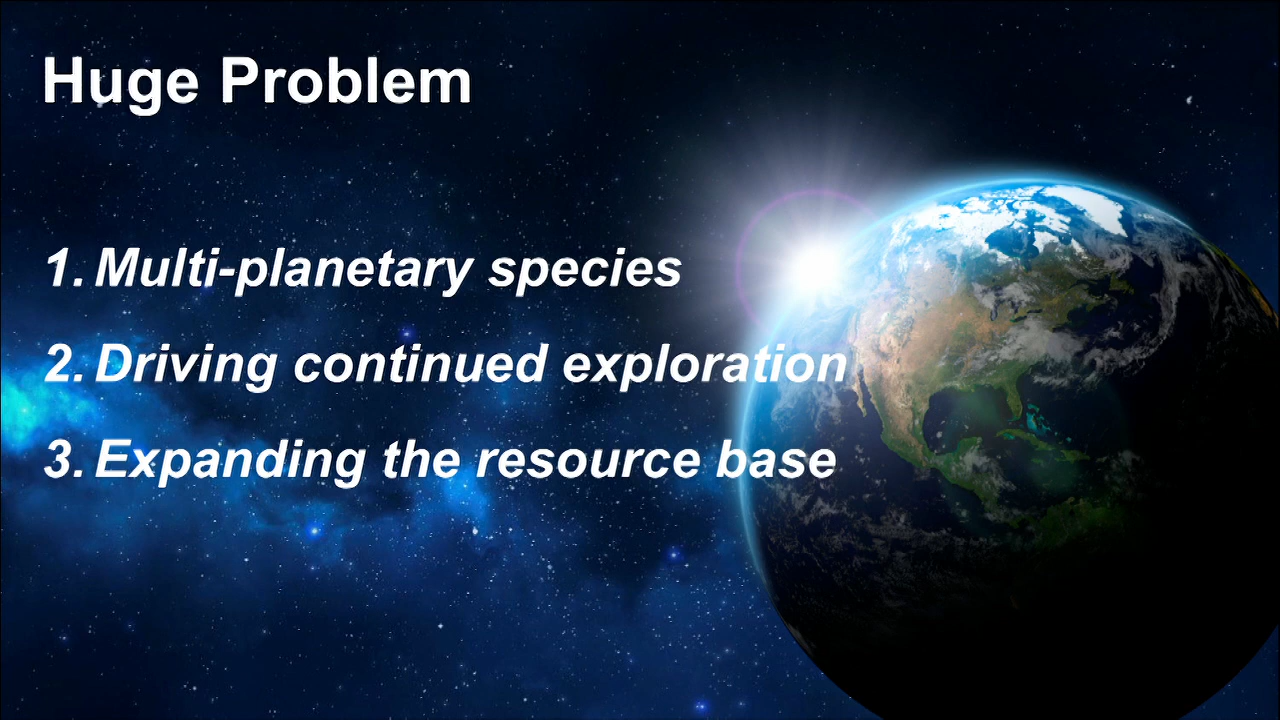 Huge Problem
1. Multi-planetary species
2. Driving continued exploration
3. Expanding the resource base